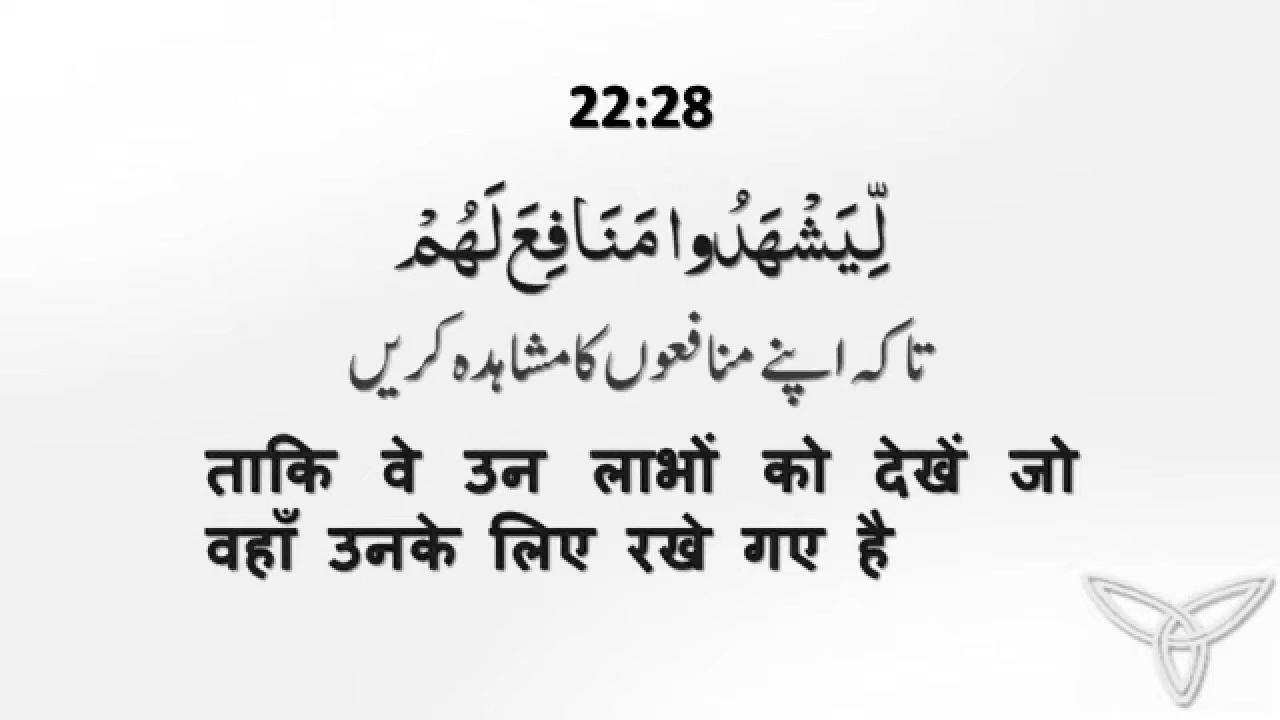 22:28
لِّيَشْهَدُوا مَنَافِعَ لَهُمْ
تاکہ اپنے منافعوں کا مشاہدہ کریں
ताकि वे उन लाभों को देखें जो
वहाँ उनके लिए रखे गए है